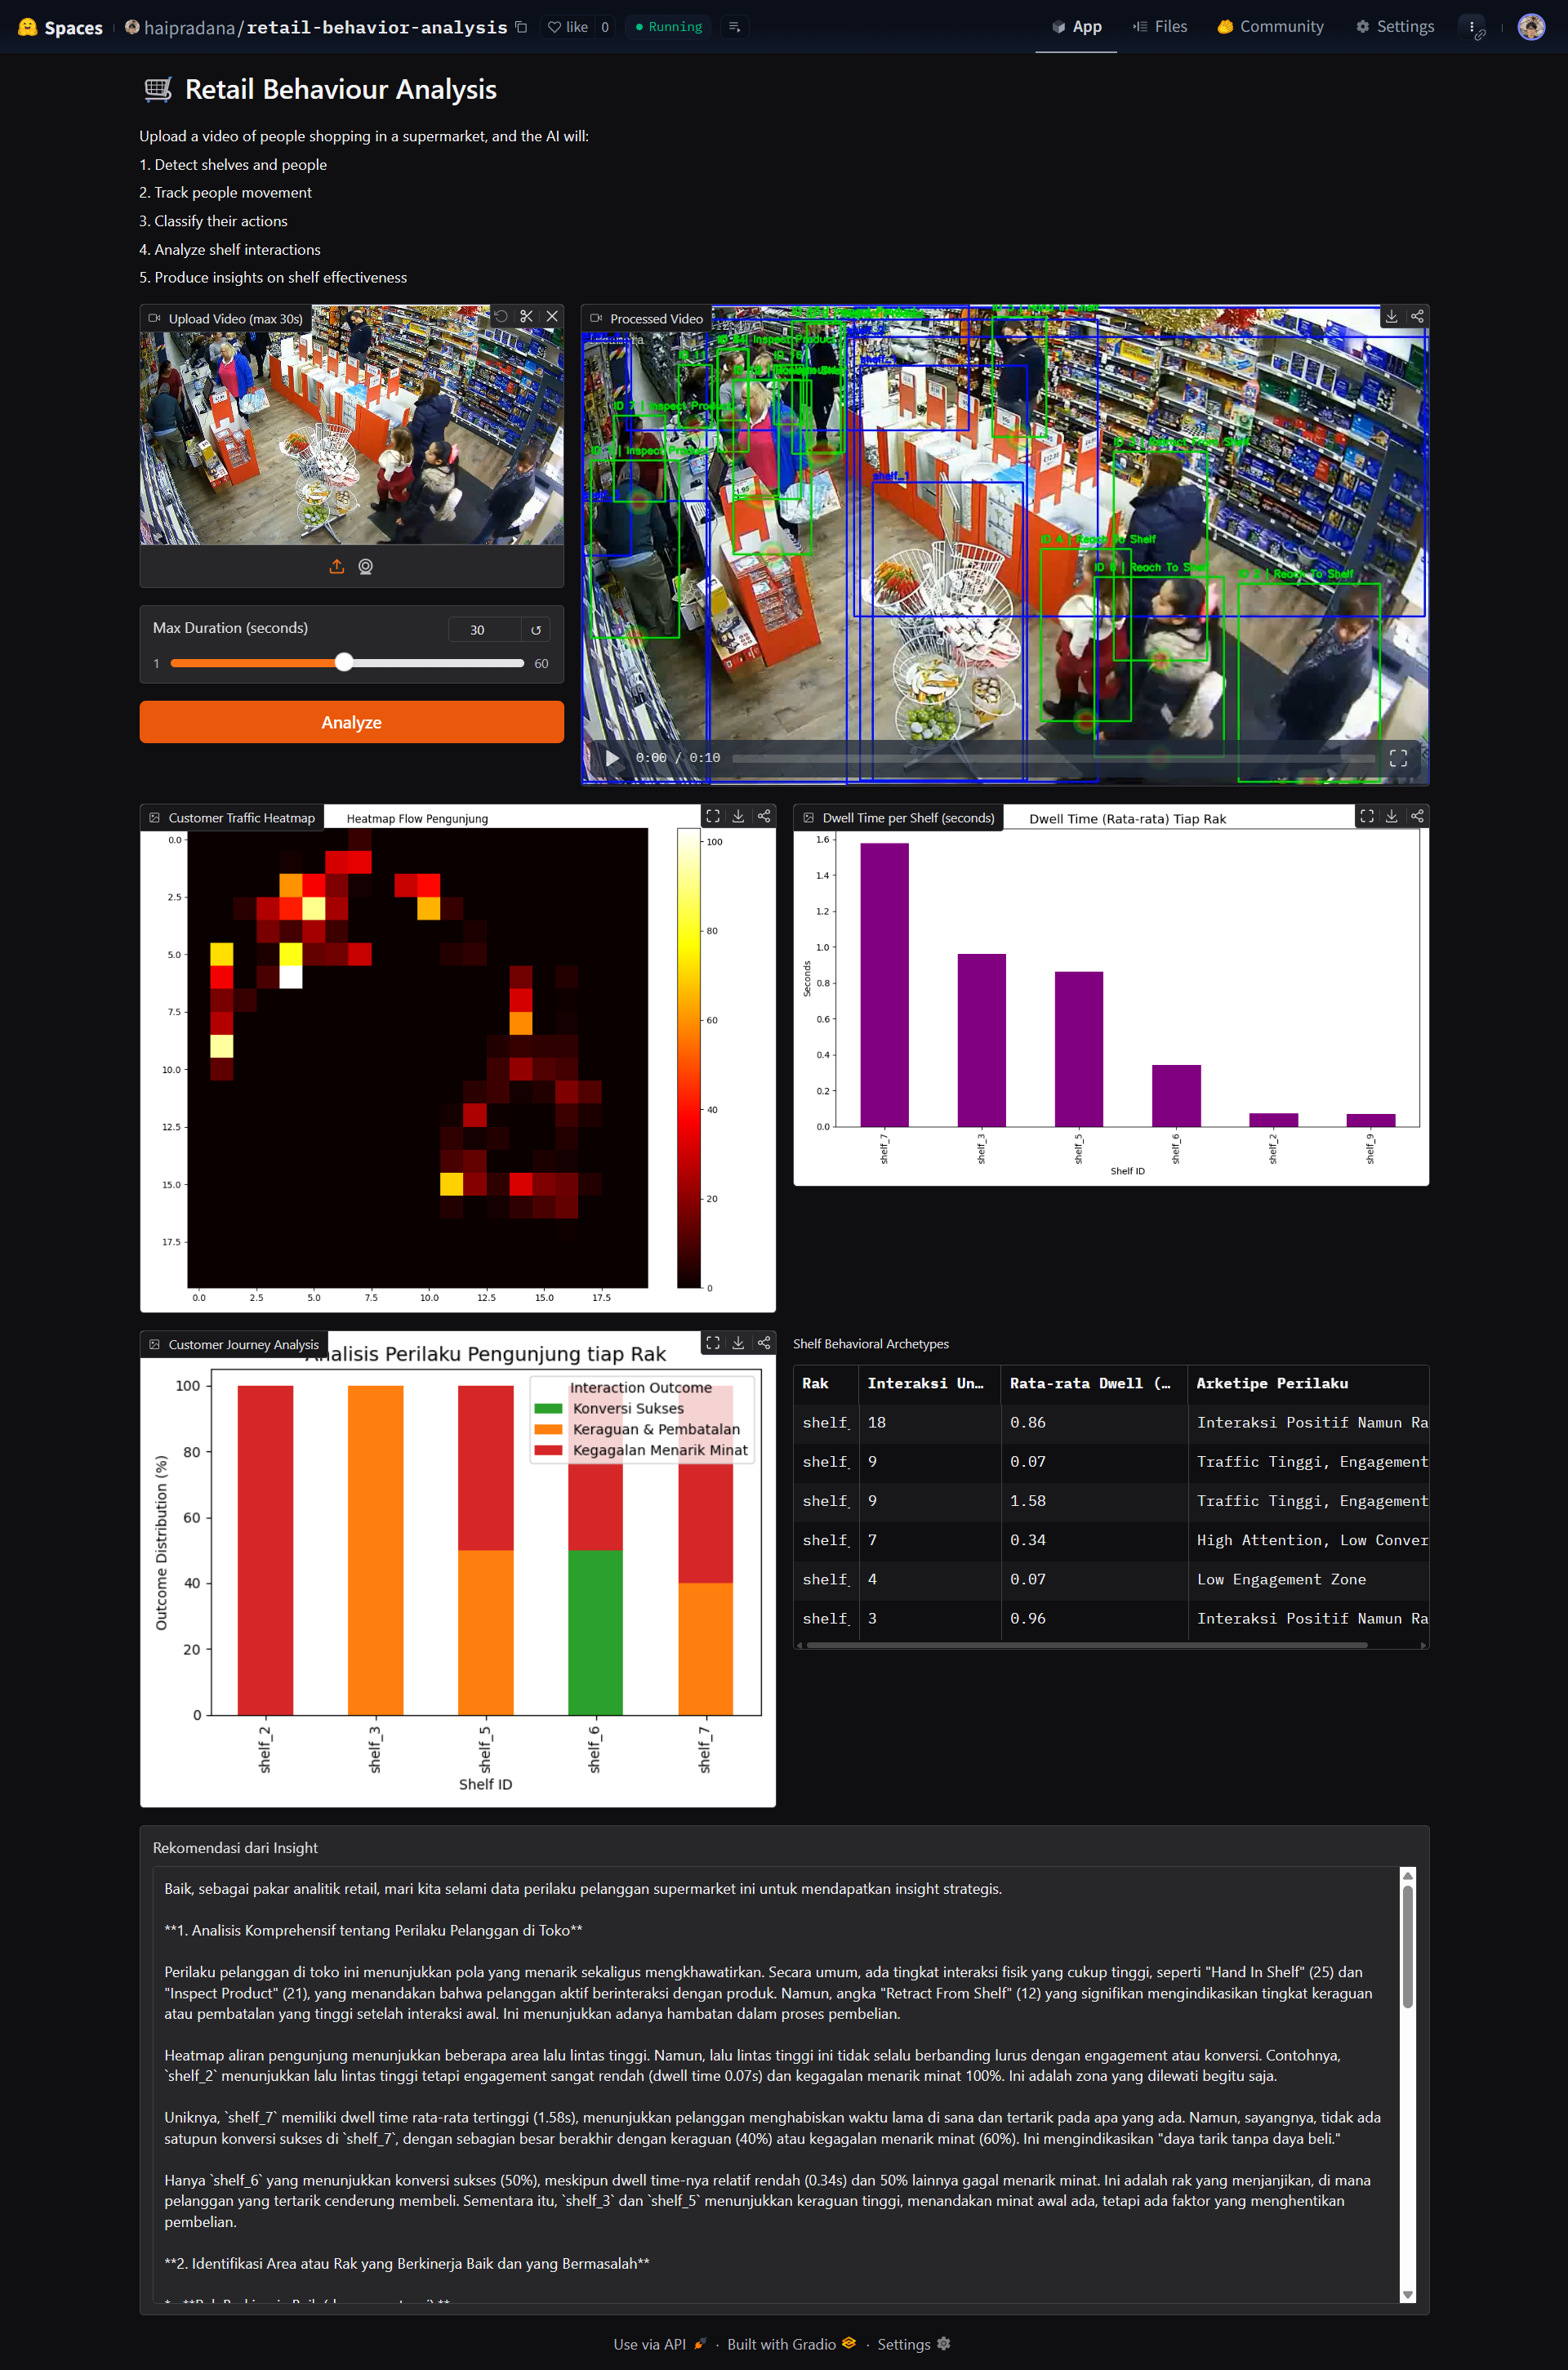 Spaces
haipradana/retail-behavior-analysis
like 0
Running
App
Files
Community
Settings
Retail Behaviour Analysis
Upload a video of people shopping in a supermarket, and the AI will:
1. Detect shelves and people
2. Track people movement
3. Classify their actions
4. Analyze shelf interactions
5. Produce insights on shelf effectiveness
Upload Video (max 30s)
Max Duration (seconds)
30
1
60
Analyze
Processed Video
Inspect Product
ID 11
ID 7 | Inspect Product
Inspect Product
shelf_1
ID 4 | Reach To Shelf
Reach To Shelf
Reach To Shelf
Retract From Shelf
£12.95
1.95
0:00 / 0:10
Customer Traffic Heatmap
Heatmap Flow Pengunjung
0.0
2.5
5.0
7.5
10.0
12.5
15.0
17.5
0.0 2.5 5.0 7.5 10.0 12.5 15.0 17.5
100
80
60
40
20
0
Dwell Time per Shelf (seconds)
Dwell Time (Rata-rata) Tiap Rak
1.6
1.4
1.2
1.0
0.8
0.6
0.4
0.2
0.0
Seconds
shelf_7 shelf_3 shelf_5 shelf_6 shelf_2 shelf_9
Shelf ID
Customer Journey Analysis
Analisis Perilaku Pengunjung tiap Rak
Interaction Outcome
Konversi Sukses
Keraguan & Pembatalan
Kegagalan Menarik Minat
100
80
60
40
20
0
Outcome Distribution (%)
shelf_2 shelf_3 shelf_5 shelf_6 shelf_7
Shelf ID
Shelf Behavioral Archetypes
Rak Interaksi Un… Rata-rata Dwell (… Arketipe Perilaku
shelf_ 18 0.86 Interaksi Positif Namun Ra
shelf_ 9 0.07 Traffic Tinggi, Engagement
shelf_ 9 1.58 Traffic Tinggi, Engagement
shelf_ 7 0.34 High Attention, Low Conver
shelf_ 4 0.07 Low Engagement Zone
shelf_ 3 0.96 Interaksi Positif Namun Ra
Rekomendasi dari Insight
Baik, sebagai pakar analitik retail, mari kita selami data perilaku pelanggan supermarket ini untuk mendapatkan insight strategis.
**1. Analisis Komprehensif tentang Perilaku Pelanggan di Toko**
Perilaku pelanggan di toko ini menunjukkan pola yang menarik sekaligus mengkhawatirkan. Secara umum, ada tingkat interaksi fisik yang cukup tinggi, seperti "Hand In Shelf" (25) dan
"Inspect Product" (21), yang menandakan bahwa pelanggan aktif berinteraksi dengan produk. Namun, angka "Retract From Shelf" (12) yang signifikan mengindikasikan tingkat keraguan
atau pembatalan yang tinggi setelah interaksi awal. Ini menunjukkan adanya hambatan dalam proses pembelian.
Heatmap aliran pengunjung menunjukkan beberapa area lalu lintas tinggi. Namun, lalu lintas tinggi ini tidak selalu berbanding lurus dengan engagement atau konversi. Contohnya,
`shelf_2` menunjukkan lalu lintas tinggi tetapi engagement sangat rendah (dwell time 0.07s) dan kegagalan menarik minat 100%. Ini adalah zona yang dilewati begitu saja.
Uniknya, `shelf_7` memiliki dwell time rata-rata tertinggi (1.58s), menunjukkan pelanggan menghabiskan waktu lama di sana dan tertarik pada apa yang ada. Namun, sayangnya, tidak ada
satupun konversi sukses di `shelf_7`, dengan sebagian besar berakhir dengan keraguan (40%) atau kegagalan menarik minat (60%). Ini mengindikasikan "daya tarik tanpa daya beli."
Hanya `shelf_6` yang menunjukkan konversi sukses (50%), meskipun dwell time-nya relatif rendah (0.34s) dan 50% lainnya gagal menarik minat. Ini adalah rak yang menjanjikan, di mana
pelanggan yang tertarik cenderung membeli. Sementara itu, `shelf_3` dan `shelf_5` menunjukkan keraguan tinggi, menandakan minat awal ada, tetapi ada faktor yang menghentikan
pembelian.
**2. Identifikasi Area atau Rak yang Berkinerja Baik dan yang Bermasalah**
Use via API · Built with Gradio · Settings